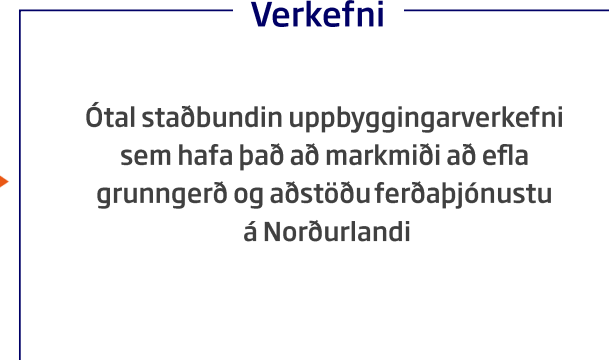 Verkefni
Ótal staðbundin uppbyggingarverkefni
sem hafa það að markmiði að efla
grunngerð og aðstöðu ferðaþjónustu
á Norðurlandi